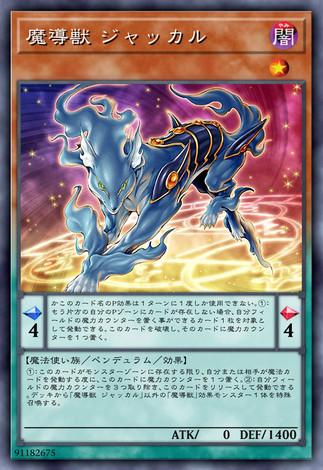 魔導獣 ジャッカル
やみ
闇
かこのカード名のP効果は1ターンに1度しか使用できない。①:
もう片方の自分のPゾーンにカードが存在しない場合、自分フィ
ールドの魔力カウンターを置く事ができるカード1枚を対象と
して発動できる。このカードを破壊し、そのカードに魔力カウ
ンターを1つ置く。
4
4
【魔法使い族/ペンデュラム/効果】
①:このカードがモンスターゾーンに存在する限り、自分または相手が魔法カ
ードを発動する度に、このカードに魔力カウンターを1つ置く。②:自分フィー
ルドの魔力カウンターを3つ取り除き、このカードをリリースして発動できる。
デッキから「魔導獣 ジャッカル」以外の「魔導獣」効果モンスター1体を特殊
召喚する。
ATK/ 0 DEF/1400
91182675